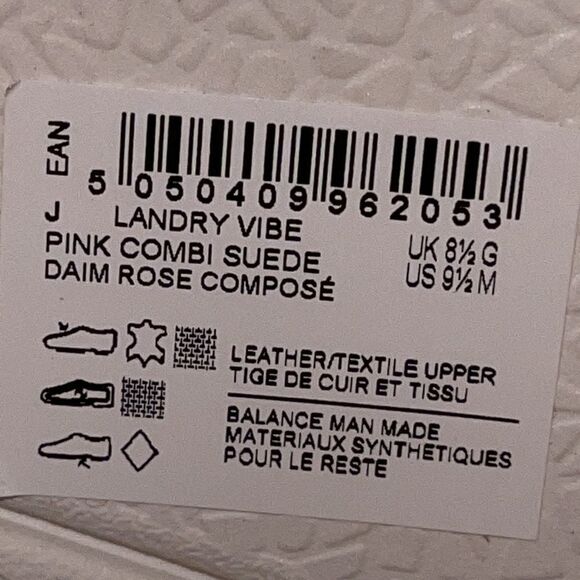 EAN
5 050409 962053
J LANDRY VIBE
PINK COMBI SUEDE UK 8½ G
DAIM ROSE COMPOSÉ US 9½ M
LEATHER/TEXTILE UPPER
TIGE DE CUIR ET TISSU
BALANCE MAN MADE
MATERIAUX SYNTHETIQUES
POUR LE RESTE